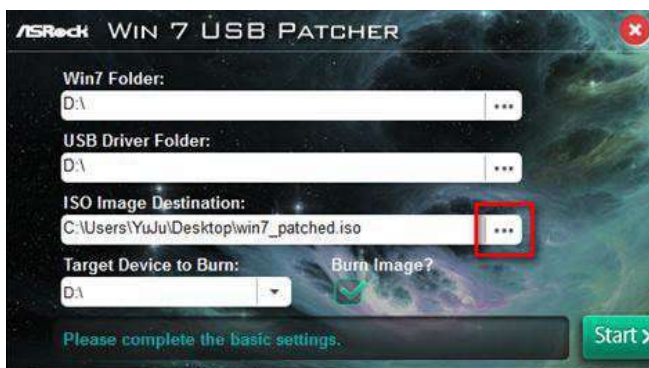 ASRock WIN 7 USB PATCHER
Win7 Folder:
D:\ ...
USB Driver Folder:
D:\ ...
ISO Image Destination:
C:\Users\YuJu\Desktop\win7_patched.iso ...
Target Device to Burn: Burn Image?
D:\
Please complete the basic settings.
Start >